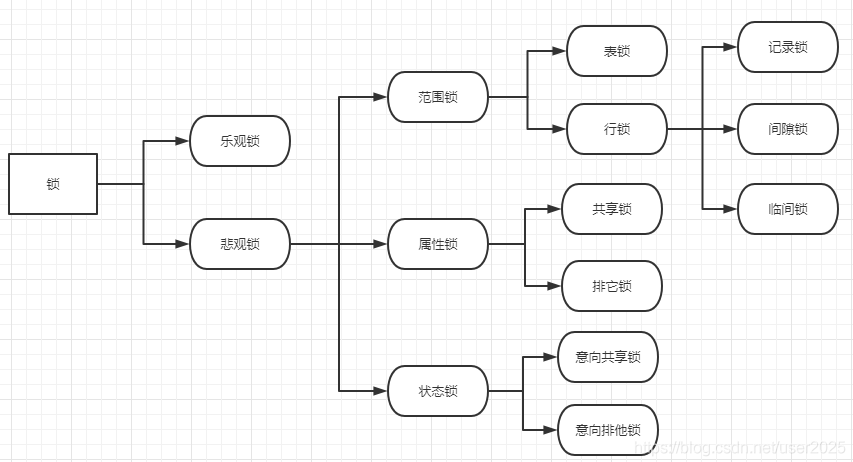 锁
乐观锁
悲观锁
范围锁
属性锁
状态锁
表锁
行锁
共享锁
排它锁
意向共享锁
意向排他锁
记录锁
间隙锁
临间锁
https://blog.csdn.net/user2025